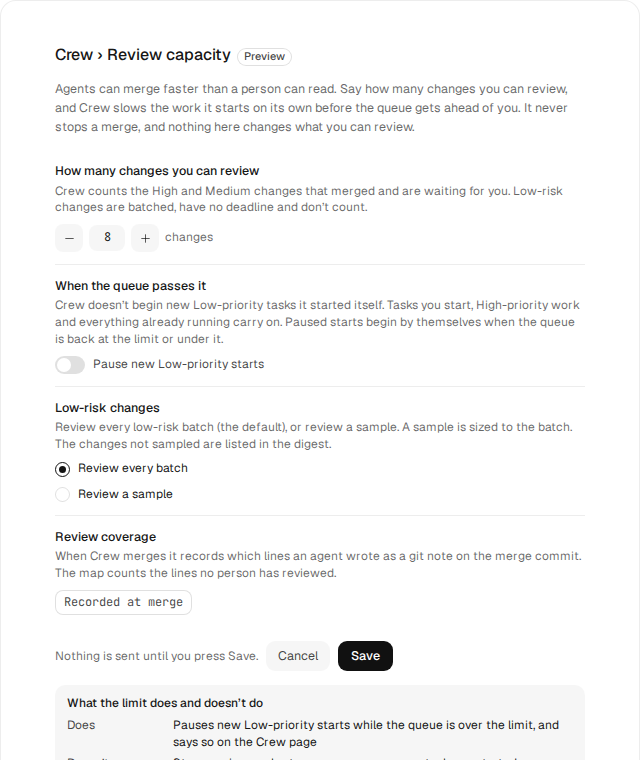 Crew › Review capacity Preview
Agents can merge faster than a person can read. Say how many changes you can review,
and Crew slows the work it starts on its own before the queue gets ahead of you. It never
stops a merge, and nothing here changes what you can review.
How many changes you can review
Crew counts the High and Medium changes that merged and are waiting for you. Low-risk
changes are batched, have no deadline and don't count.
− 8 + changes
When the queue passes it
Crew doesn't begin new Low-priority tasks it started itself. Tasks you start, High-priority work
and everything already running carry on. Paused starts begin by themselves when the queue
is back at the limit or under it.
Pause new Low-priority starts
Low-risk changes
Review every low-risk batch (the default), or review a sample. A sample is sized to the batch.
The changes not sampled are listed in the digest.
Review every batch
Review a sample
Review coverage
When Crew merges it records which lines an agent wrote as a git note on the merge commit.
The map counts the lines no person has reviewed.
Recorded at merge
Nothing is sent until you press Save. Cancel Save
What the limit does and doesn't do
Does Pauses new Low-priority starts while the queue is over the limit, and
says so on the Crew page